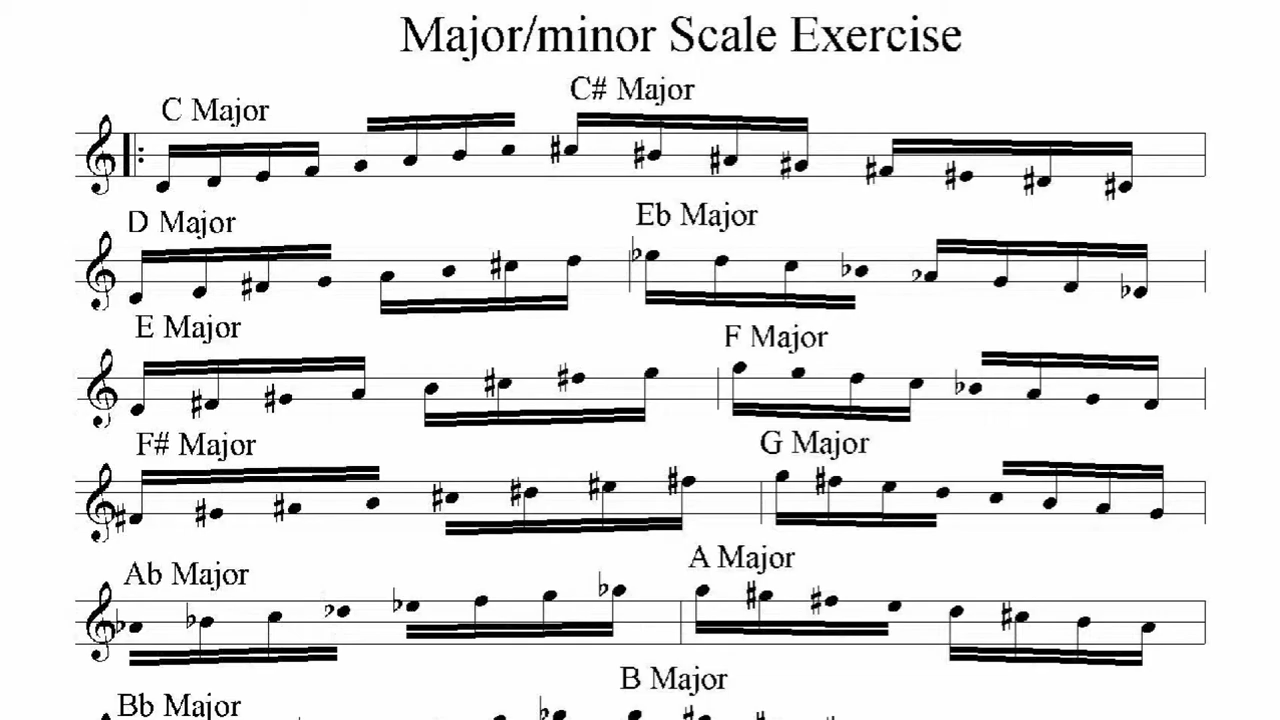 Major/minor Scale Exercise
C Major
C# Major
D Major
Eb Major
E Major
F Major
F# Major
G Major
Ab Major
A Major
Bb Major
B Major